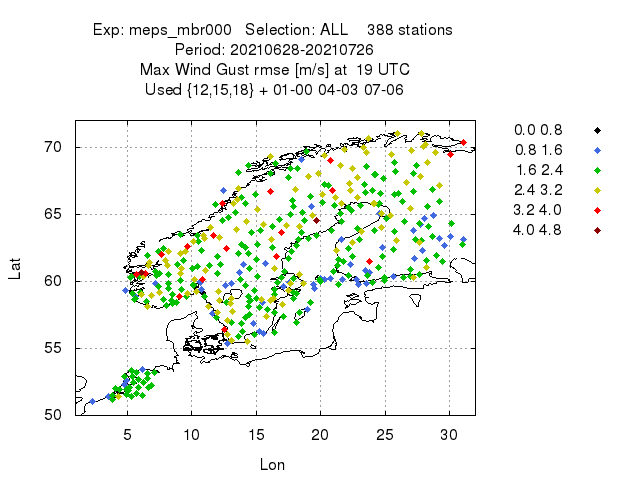 Exp: meps_mbr000 Selection: ALL 388 stations
Period: 20210628-20210726
Max Wind Gust rmse [m/s] at 19 UTC
Used {12,15,18} + 01-00 04-03 07-06
0.0 0.8
0.8 1.6
1.6 2.4
2.4 3.2
3.2 4.0
4.0 4.8
70
65
60
55
50
Lat
5 10 15 20 25 30
Lon